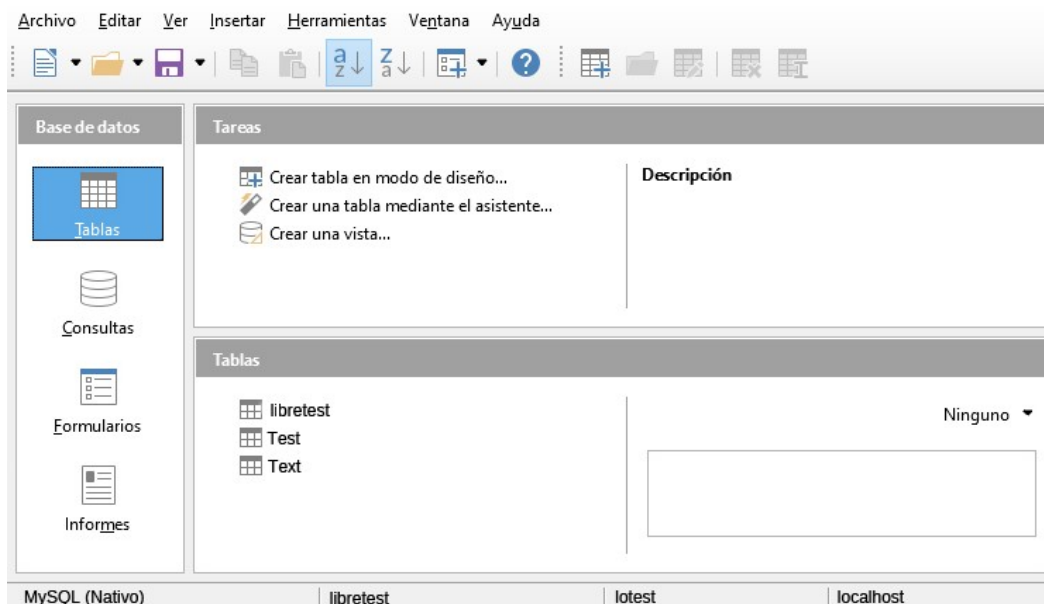 Archivo Editar Ver Insertar Herramientas Ventana Ayuda
Base de datos
Tablas
Consultas
Formularios
Informes
Tareas
Crear tabla en modo de diseño...
Crear una tabla mediante el asistente...
Crear una vista...
Descripción
Tablas
libretest
Test
Text
Ninguno
MySQL (Nativo) libretest lotest localhost